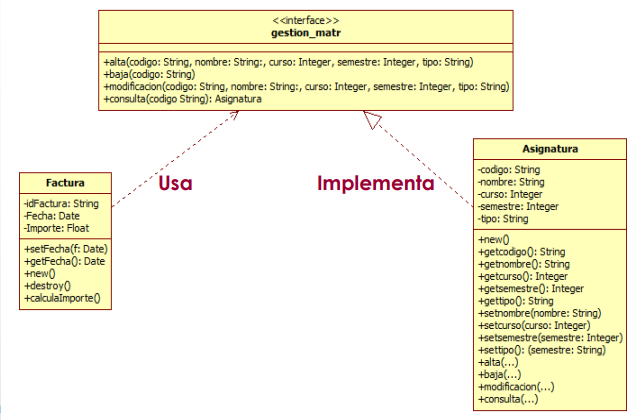 <<interface>>
gestion_matr
+alta(codigo: String, nombre: String:, curso: Integer, semestre: Integer, tipo: String)
+baja(codigo: String)
+modificacion(codigo: String, nombre: String:, curso: Integer, semestre: Integer, tipo: String)
+consulta(codigo String): Asignatura
Usa
Implementa
Factura
-idFactura: String
-Fecha: Date
-Importe: Float
+setFecha(f: Date)
+getFecha(): Date
+new()
+destroy()
+calculaImporte()
Asignatura
-codigo: String
-nombre: String
-curso: Integer
-semestre: Integer
-tipo: String
+new()
+getcodigo(): String
+getnombre(): String
+getcurso(): Integer
+getsemestre(): Integer
+gettipo(): String
+setnombre(nombre: String)
+setcurso(curso: Integer)
+setsemestre(semestre: Integer)
+settipo(): (semestre: String)
+alta(...)
+baja(...)
+modificacion(...)
+consulta(...)